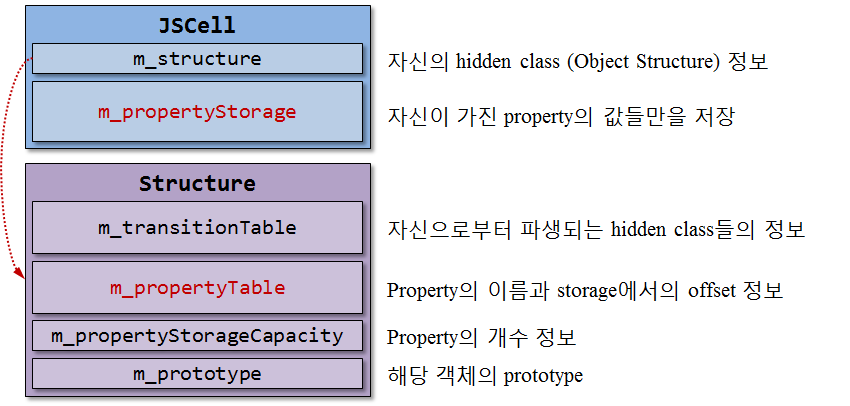 JSCell
m_structure 자신의 hidden class (Object Structure) 정보
m_propertyStorage 자신이 가진 property의 값들만을 저장
Structure
m_transitionTable 자신으로부터 파생되는 hidden class들의 정보
m_propertyTable Property의 이름과 storage에서의 offset 정보
m_propertyStorageCapacity Property의 개수 정보
m_prototype 해당 객체의 prototype